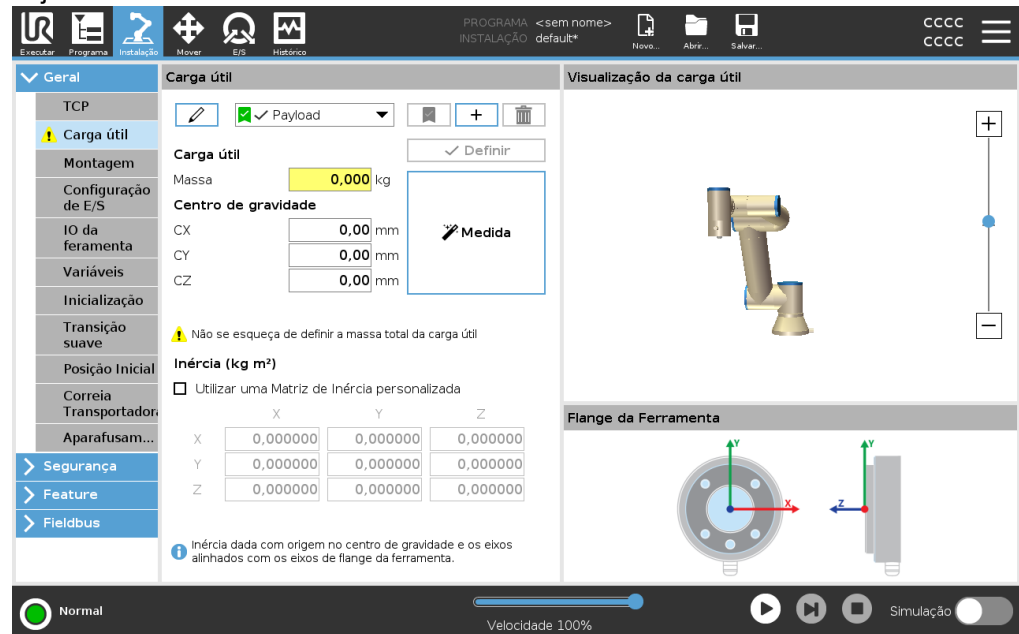 PROGRAMA <sem nome>
INSTALAÇÃO default*
Executar Programa Instalação Mover E/S Histórico
Novo... Abrir... Salvar...
CCCC
CCCC
Geral
TCP
Carga útil
Montagem
Configuração
de E/S
IO da
feramenta
Variáveis
Inicialização
Transição
suave
Posição Inicial
Correia
Transportador
Aparafusam...
Segurança
Feature
Fieldbus
Carga útil
Payload
Definir
Carga útil
Massa 0,000 kg
Centro de gravidade
CX 0,00 mm
CY 0,00 mm
CZ 0,00 mm
Medida
Não se esqueça de definir a massa total da carga útil
Inércia (kg m²)
Utilizar uma Matriz de Inércia personalizada
X Y Z
X 0,000000 0,000000 0,000000
Y 0,000000 0,000000 0,000000
Z 0,000000 0,000000 0,000000
Inércia dada com origem no centro de gravidade e os eixos
alinhados com os eixos de flange da ferramenta.
Visualização da carga útil
Flange da Ferramenta
Y Y
X Z
Normal
Velocidade 100%
Simulação